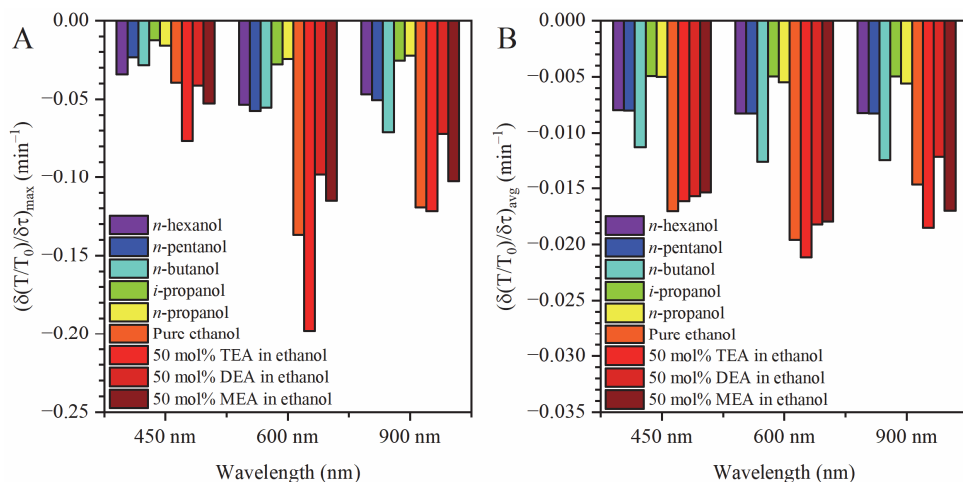 A
(δ(T/T₀)/δτ)max (min⁻¹)
0.00
−0.05
−0.10
−0.15
−0.20
−0.25
n-hexanol
n-pentanol
n-butanol
i-propanol
n-propanol
Pure ethanol
50 mol% TEA in ethanol
50 mol% DEA in ethanol
50 mol% MEA in ethanol
450 nm 600 nm 900 nm
Wavelength (nm)
B
(δ(T/T₀)/δτ)avg (min⁻¹)
0.000
−0.005
−0.010
−0.015
−0.020
−0.025
−0.030
−0.035
n-hexanol
n-pentanol
n-butanol
i-propanol
n-propanol
Pure ethanol
50 mol% TEA in ethanol
50 mol% DEA in ethanol
50 mol% MEA in ethanol
450 nm 600 nm 900 nm
Wavelength (nm)